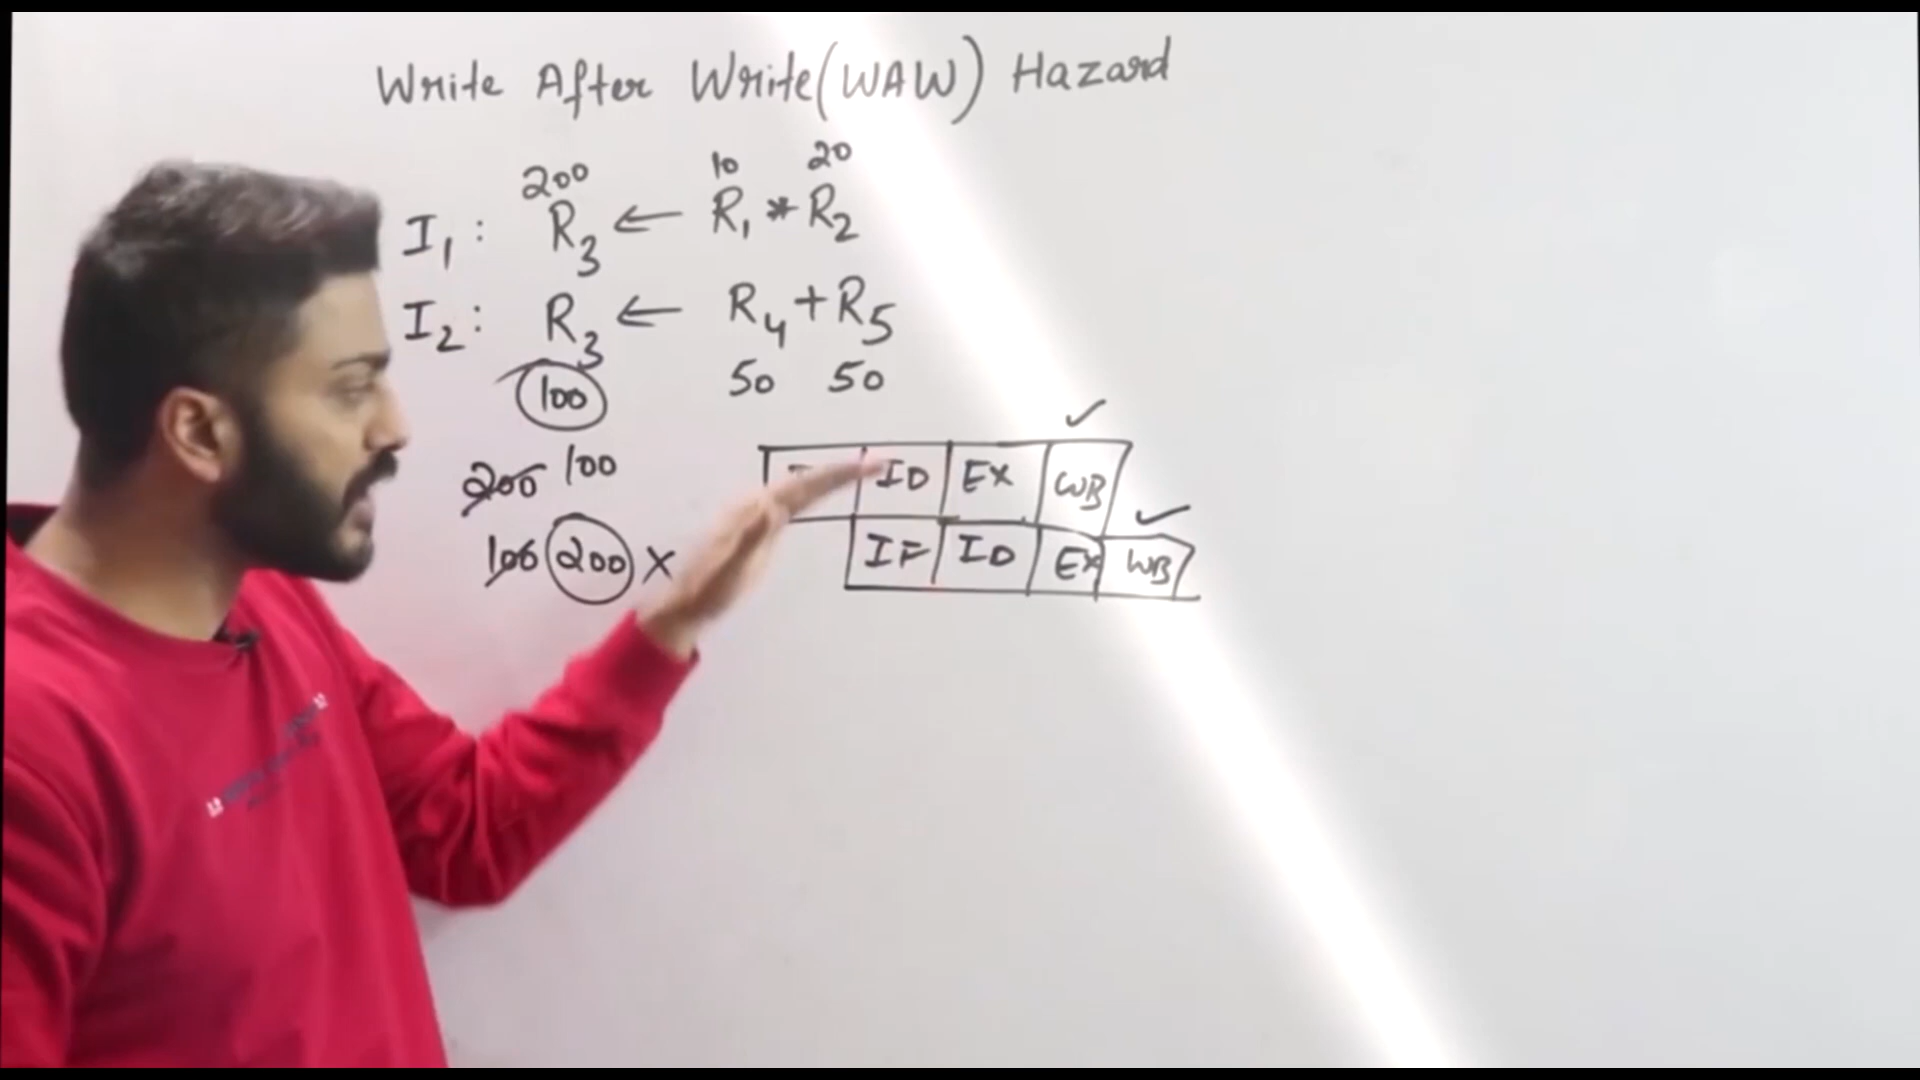 Write After Write (WAW) Hazard
200 10 20
I1 : R3 ← R1 * R2
I2 : R3 ← R4 + R5
100 50 50
200 100
100 200 x
ID EX WB ✓
IF ID EX WB ✓